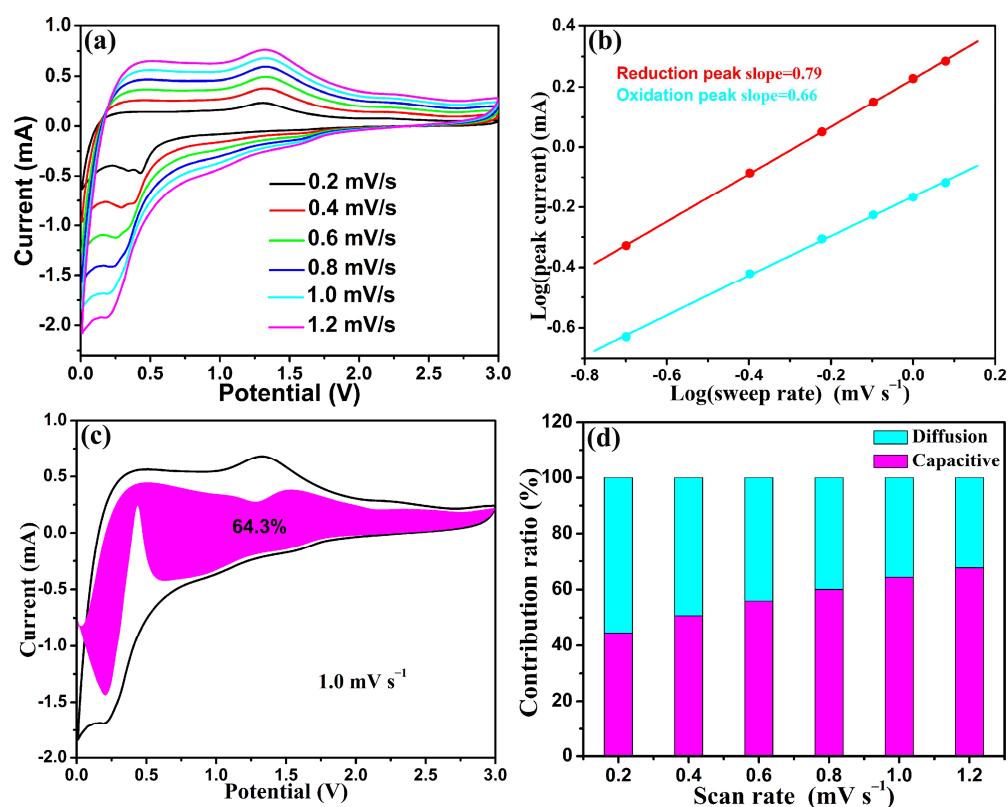 (a)
1.0
0.5
0.0
-0.5
-1.0
-1.5
-2.0
Current (mA)
0.2 mV/s
0.4 mV/s
0.6 mV/s
0.8 mV/s
1.0 mV/s
1.2 mV/s
0.0 0.5 1.0 1.5 2.0 2.5 3.0
Potential (V)
(b)
0.4
0.2
0.0
-0.2
-0.4
-0.6
Log(peak current) (mA)
Reduction peak slope=0.79
Oxidation peak slope=0.66
-0.8 -0.6 -0.4 -0.2 0.0 0.2
Log(sweep rate) (mV s⁻¹)
(c)
1.0
0.5
0.0
-0.5
-1.0
-1.5
-2.0
Current (mA)
64.3%
1.0 mV s⁻¹
0.0 0.5 1.0 1.5 2.0 2.5 3.0
Potential (V)
(d)
120
100
80
60
40
20
0
Contribution ratio (%)
Diffusion
Capacitive
0.2 0.4 0.6 0.8 1.0 1.2
Scan rate (mV s⁻¹)